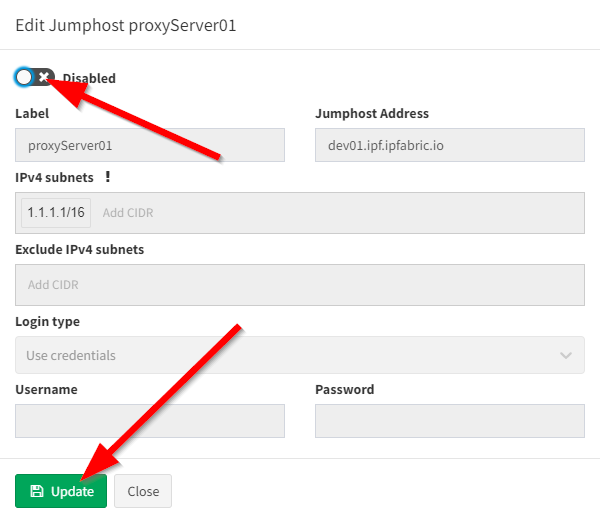 Edit Jumphost proxyServer01
Disabled
Label
Jumphost Address
proxyServer01
dev01.ipf.ipfabric.io
IPv4 subnets !
1.1.1.1/16 Add CIDR
Exclude IPv4 subnets
Add CIDR
Login type
Use credentials
Username
Password
Update
Close